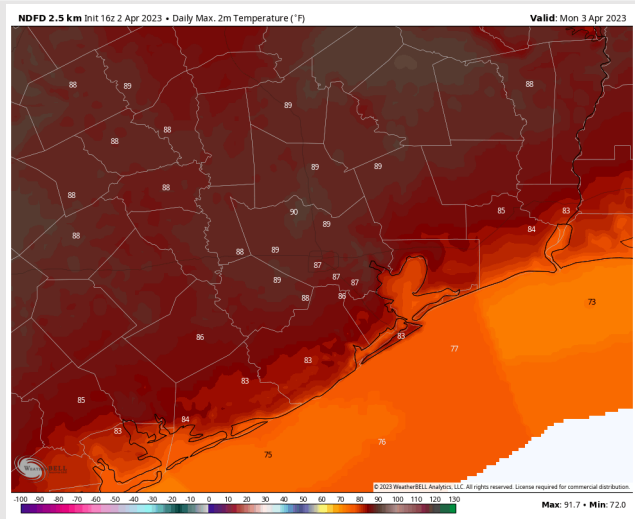 NDFD 2.5 km Init 16z 2 Apr 2023 • Daily Max. 2m Temperature (°F) Valid: Mon 3 Apr 2023
88 89 89 88
88 88
89 89
88 88
90 85 83
88 89 84
88 89
87
89 87 87
88 86 73
86 83
77
83
83
85
84
83 76
75
WeatherBELL
© 2023 WeatherBELL Analytics, LLC. All rights reserved. License required for commercial distribution.
-100 -90 -80 -70 -60 -50 -40 -30 -20 -10 0 10 20 30 40 50 60 70 80 90 100 110 120 130
Max: 91.7 • Min: 72.0